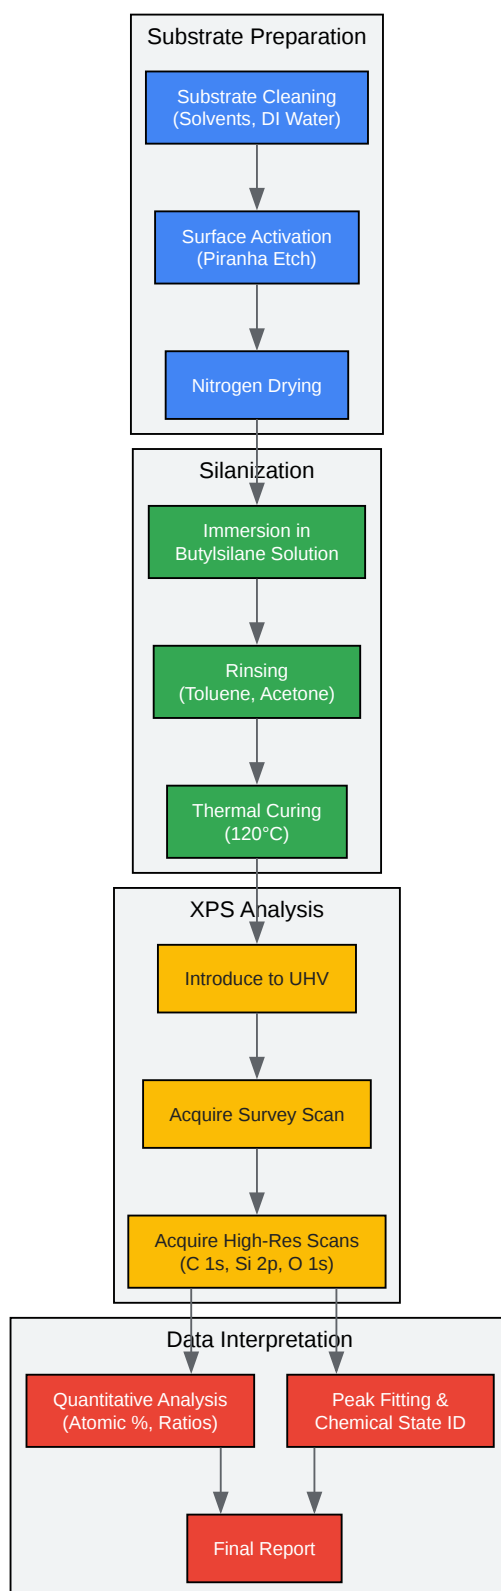 Substrate Preparation
Substrate Cleaning
(Solvents, DI Water)
Surface Activation
(Piranha Etch)
Nitrogen Drying
Silanization
Immersion in
Butylsilane Solution
Rinsing
(Toluene, Acetone)
Thermal Curing
(120°C)
XPS Analysis
Introduce to UHV
Acquire Survey Scan
Acquire High-Res Scans
(C 1s, Si 2p, O 1s)
Data Interpretation
Quantitative Analysis
(Atomic %, Ratios)
Peak Fitting &
Chemical State ID
Final Report